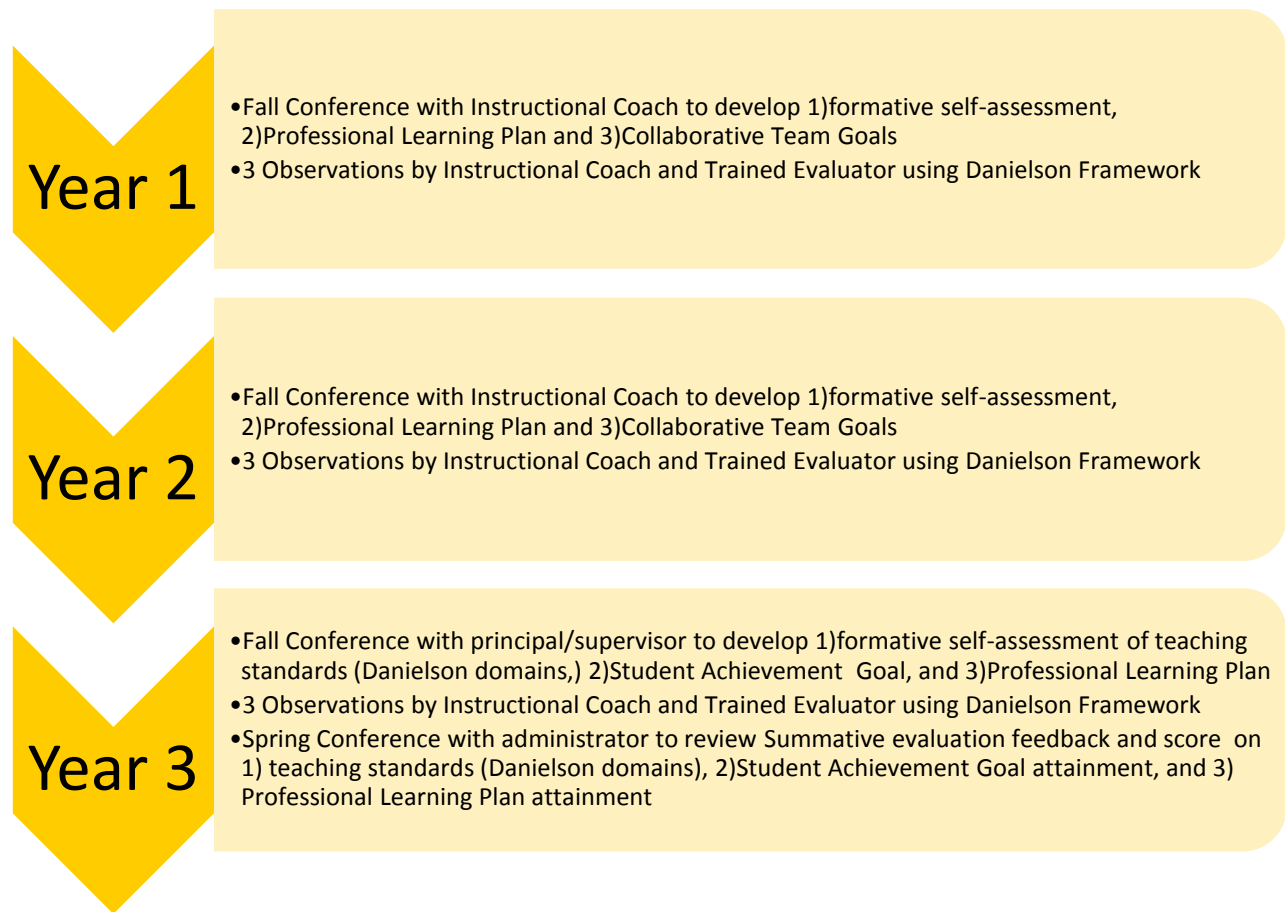 Year 1
•Fall Conference with Instructional Coach to develop 1)formative self-assessment,
2)Professional Learning Plan and 3)Collaborative Team Goals
•3 Observations by Instructional Coach and Trained Evaluator using Danielson Framework
Year 2
•Fall Conference with Instructional Coach to develop 1)formative self-assessment,
2)Professional Learning Plan and 3)Collaborative Team Goals
•3 Observations by Instructional Coach and Trained Evaluator using Danielson Framework
Year 3
•Fall Conference with principal/supervisor to develop 1)formative self-assessment of teaching
standards (Danielson domains,) 2)Student Achievement Goal, and 3)Professional Learning Plan
•3 Observations by Instructional Coach and Trained Evaluator using Danielson Framework
•Spring Conference with administrator to review Summative evaluation feedback and score on
1) teaching standards (Danielson domains), 2)Student Achievement Goal attainment, and 3)
Professional Learning Plan attainment